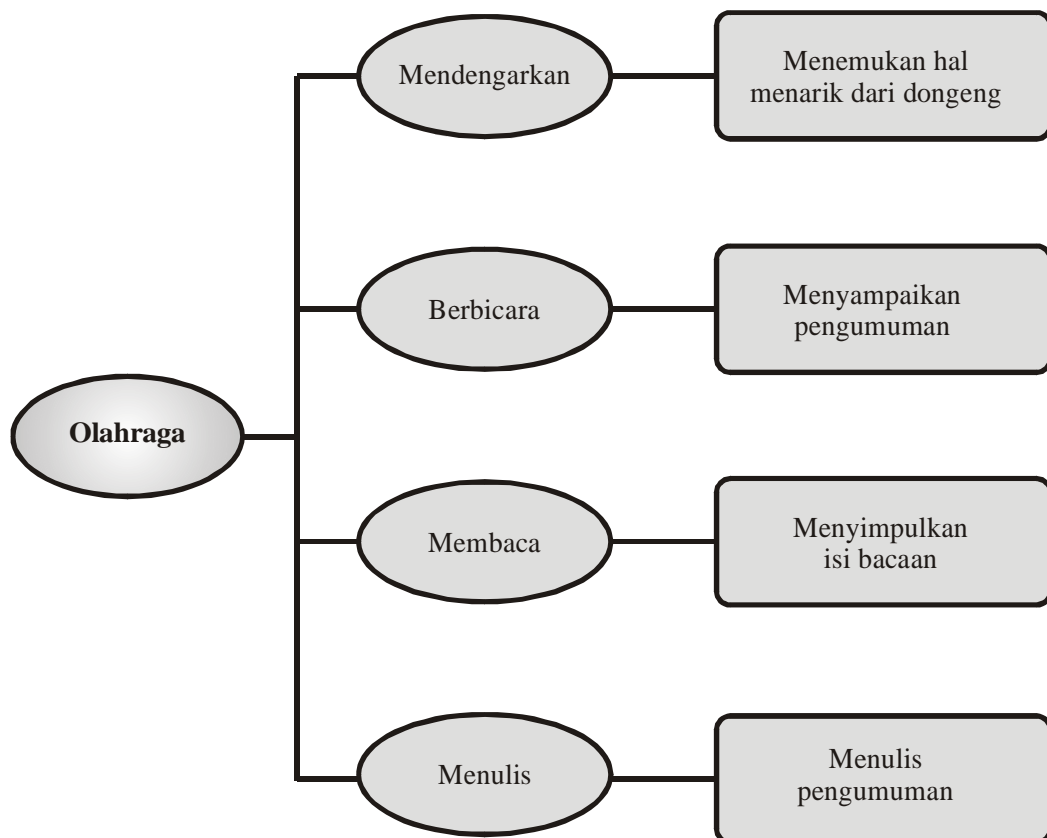 Mendengarkan
Menemukan hal
menarik dari dongeng
Berbicara
Menyampaikan
pengumuman
Olahraga
Membaca
Menyimpulkan
isi bacaan
Menulis
Menulis
pengumuman